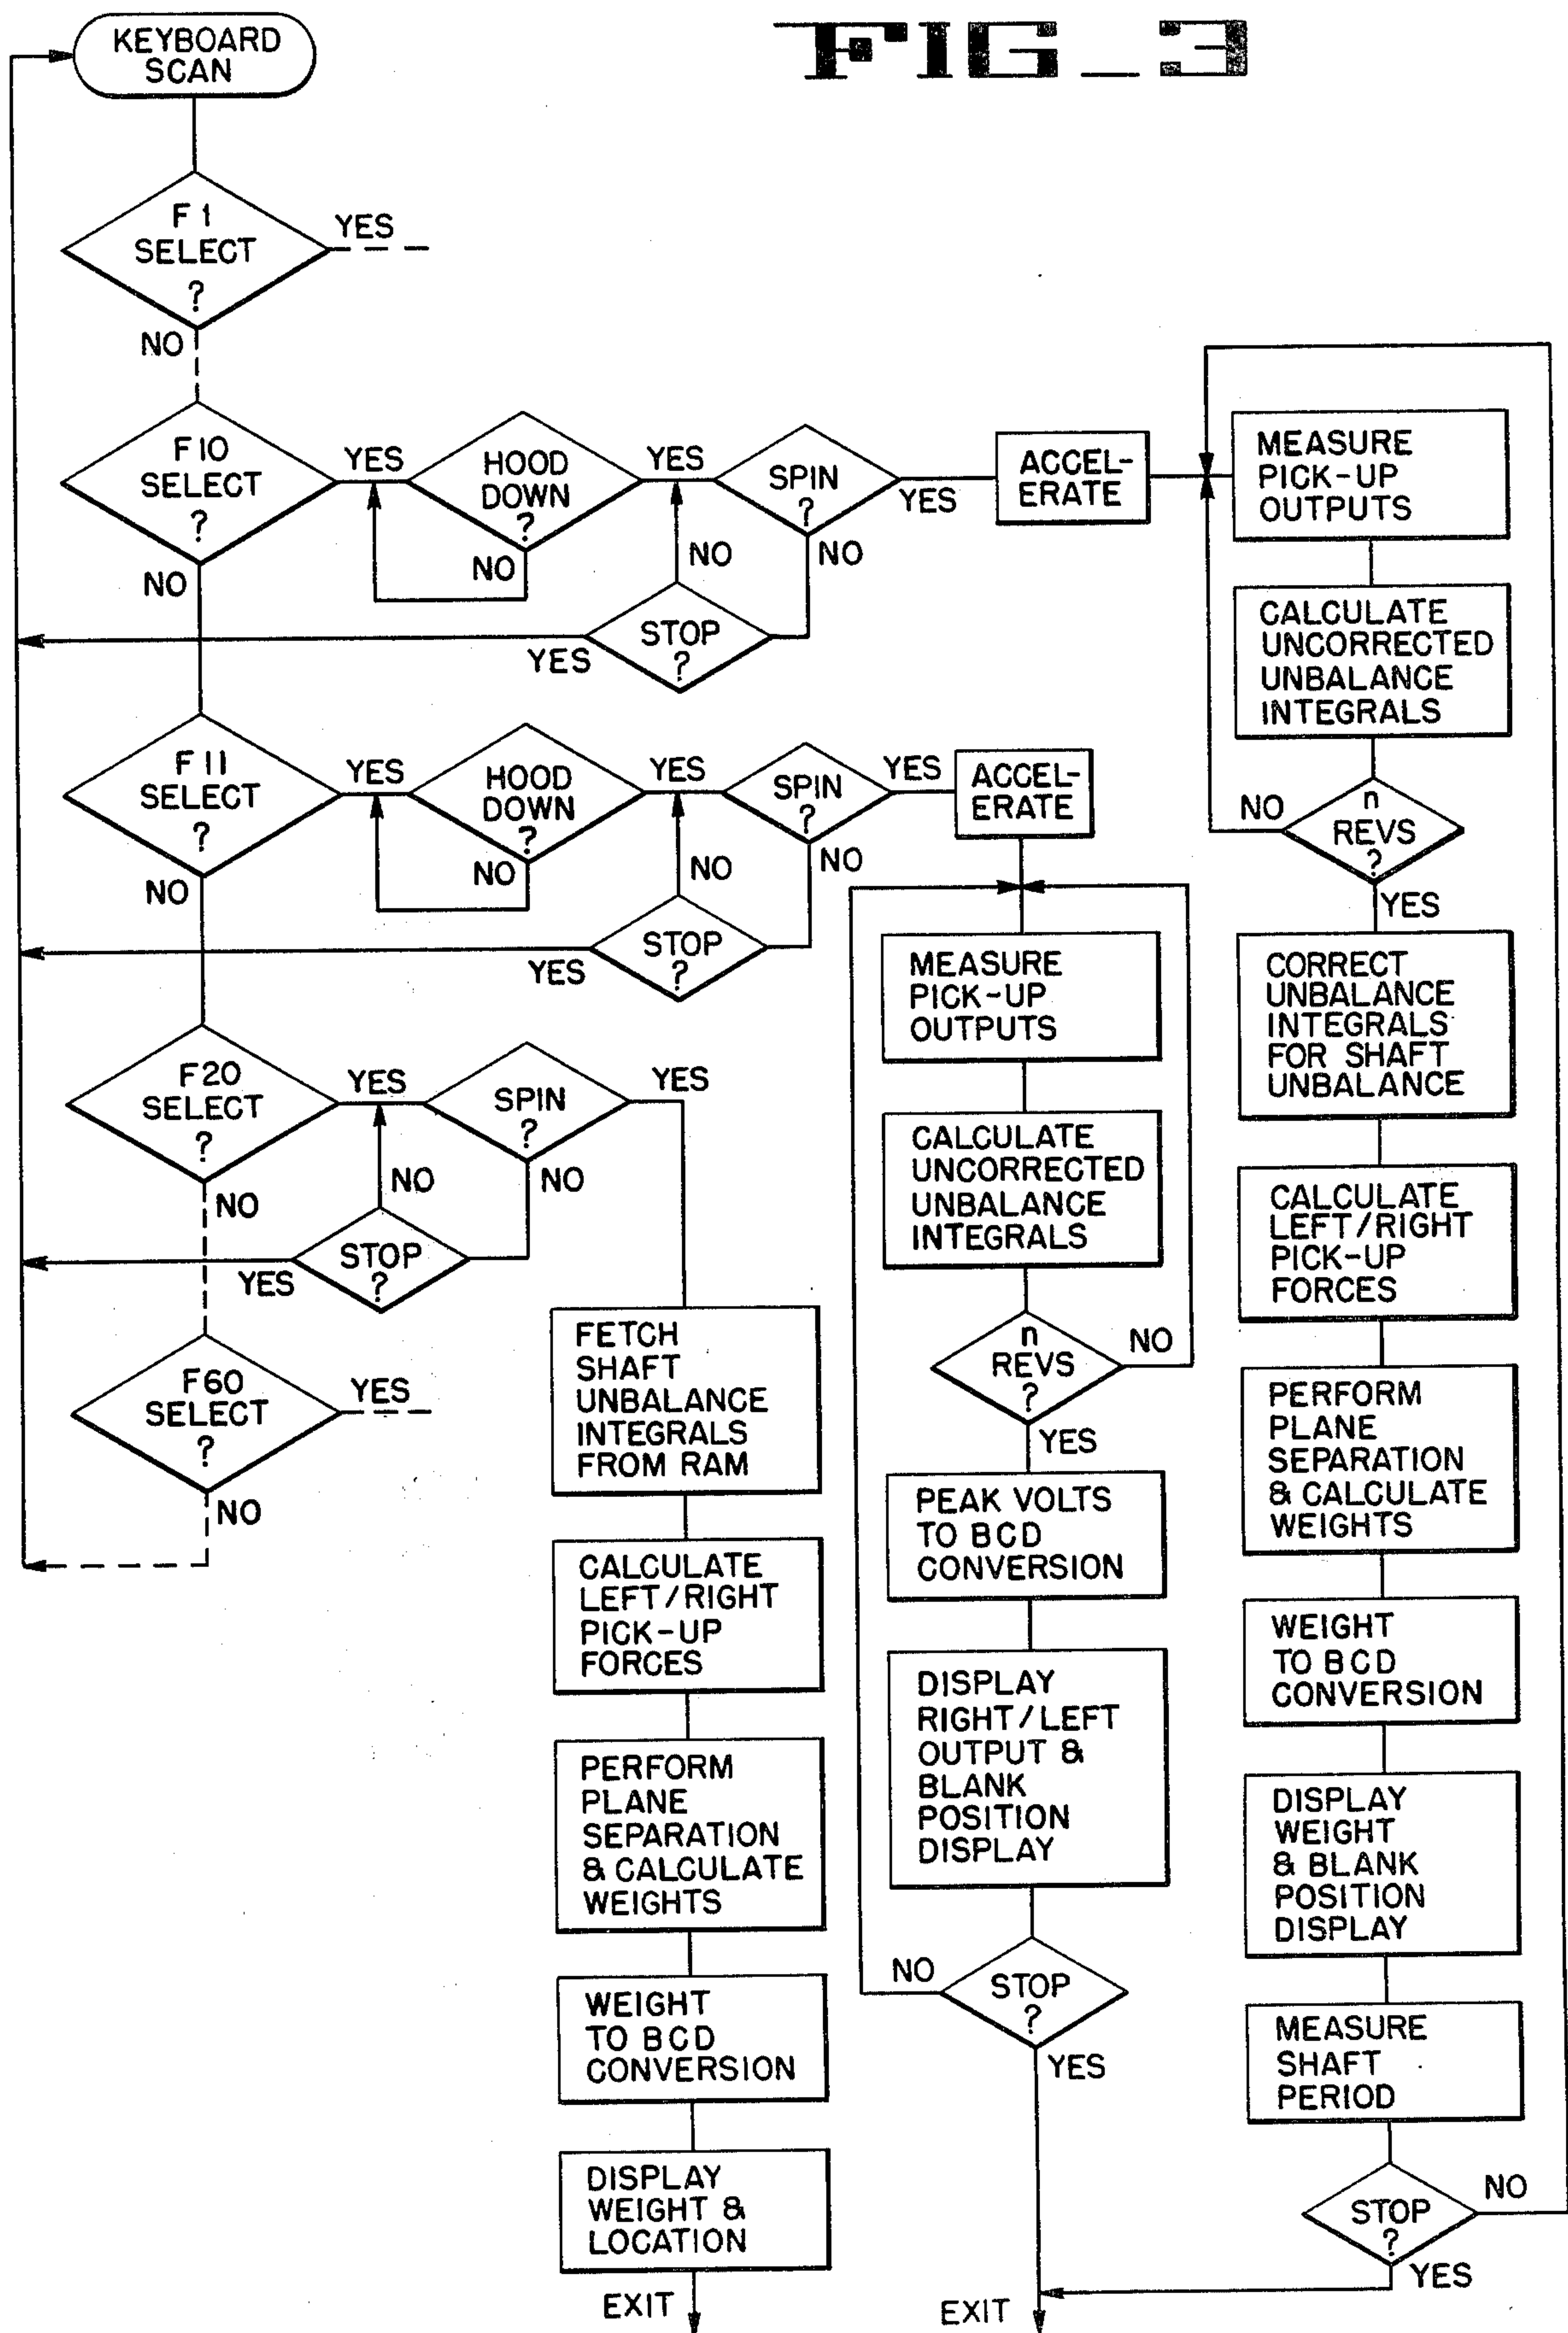 FIG_3
KEYBOARD
SCAN
F1
SELECT
?
YES
NO
F10
SELECT
?
YES
NO
HOOD
DOWN
?
YES
NO
SPIN
?
YES
NO
STOP
?
NO
YES
ACCEL-
ERATE
MEASURE
PICK-UP
OUTPUTS
CALCULATE
UNCORRECTED
UNBALANCE
INTEGRALS
n
REVS
?
NO
YES
CORRECT
UNBALANCE
INTEGRALS
FOR SHAFT
UNBALANCE
CALCULATE
LEFT/RIGHT
PICK-UP
FORCES
PERFORM
PLANE
SEPARATION
& CALCULATE
WEIGHTS
WEIGHT
TO BCD
CONVERSION
DISPLAY
WEIGHT
& BLANK
POSITION
DISPLAY
MEASURE
SHAFT
PERIOD
STOP
?
NO
YES
F11
SELECT
?
YES
NO
HOOD
DOWN
?
YES
NO
SPIN
?
YES
NO
STOP
?
NO
YES
ACCEL-
ERATE
MEASURE
PICK-UP
OUTPUTS
CALCULATE
UNCORRECTED
UNBALANCE
INTEGRALS
n
REVS
?
NO
YES
PEAK VOLTS
TO BCD
CONVERSION
DISPLAY
RIGHT/LEFT
OUTPUT &
BLANK
POSITION
DISPLAY
STOP
?
NO
YES
EXIT
F20
SELECT
?
YES
NO
SPIN
?
YES
NO
STOP
?
NO
YES
FETCH
SHAFT
UNBALANCE
INTEGRALS
FROM RAM
CALCULATE
LEFT/RIGHT
PICK-UP
FORCES
PERFORM
PLANE
SEPARATION
& CALCULATE
WEIGHTS
WEIGHT
TO BCD
CONVERSION
DISPLAY
WEIGHT &
LOCATION
EXIT
F60
SELECT
?
YES
NO